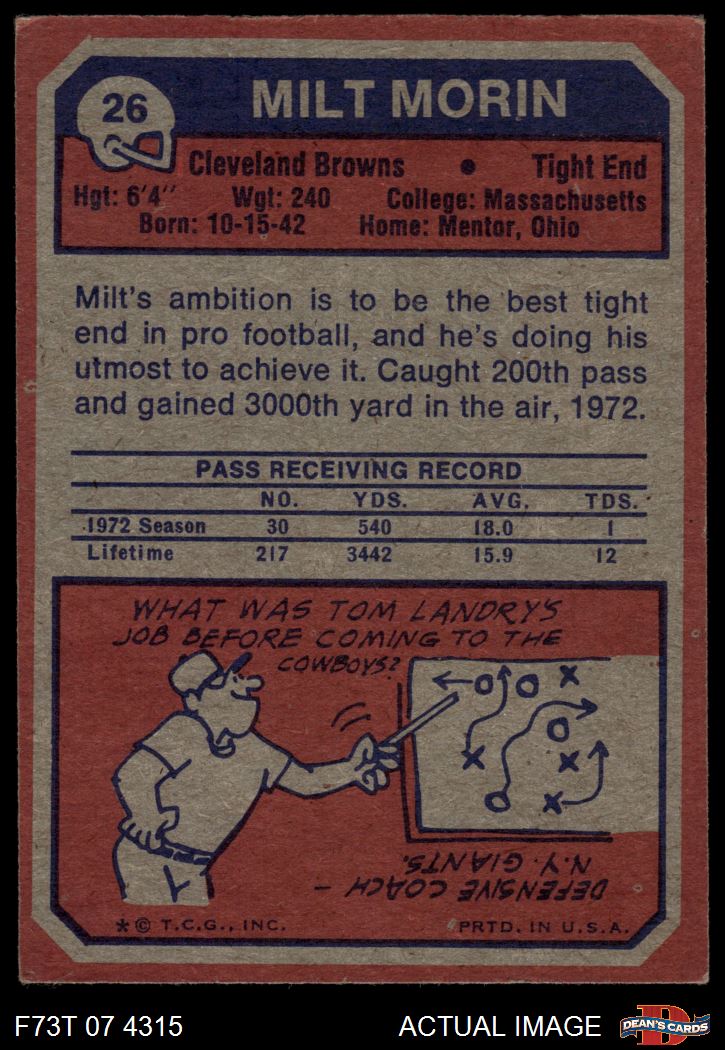 26
MILT MORIN
Cleveland Browns • Tight End
Hgt: 6'4" Wgt: 240 College: Massachusetts
Born: 10-15-42 Home: Mentor, Ohio
Milt's ambition is to be the best tight
end in pro football, and he's doing his
utmost to achieve it. Caught 200th pass
and gained 3000th yard in the air, 1972.
PASS RECEIVING RECORD
NO. YDS. AVG. TDS.
1972 Season 30 540 18.0 1
Lifetime 217 3442 15.9 12
WHAT WAS TOM LANDRY'S
JOB BEFORE COMING TO THE
COWBOYS?
DEFENSIVE COACH –
N.Y. GIANTS.
* © T.C.G., INC. PRTD. IN U.S.A.
F73T 07 4315 ACTUAL IMAGE
D
DEAN'S CARDS